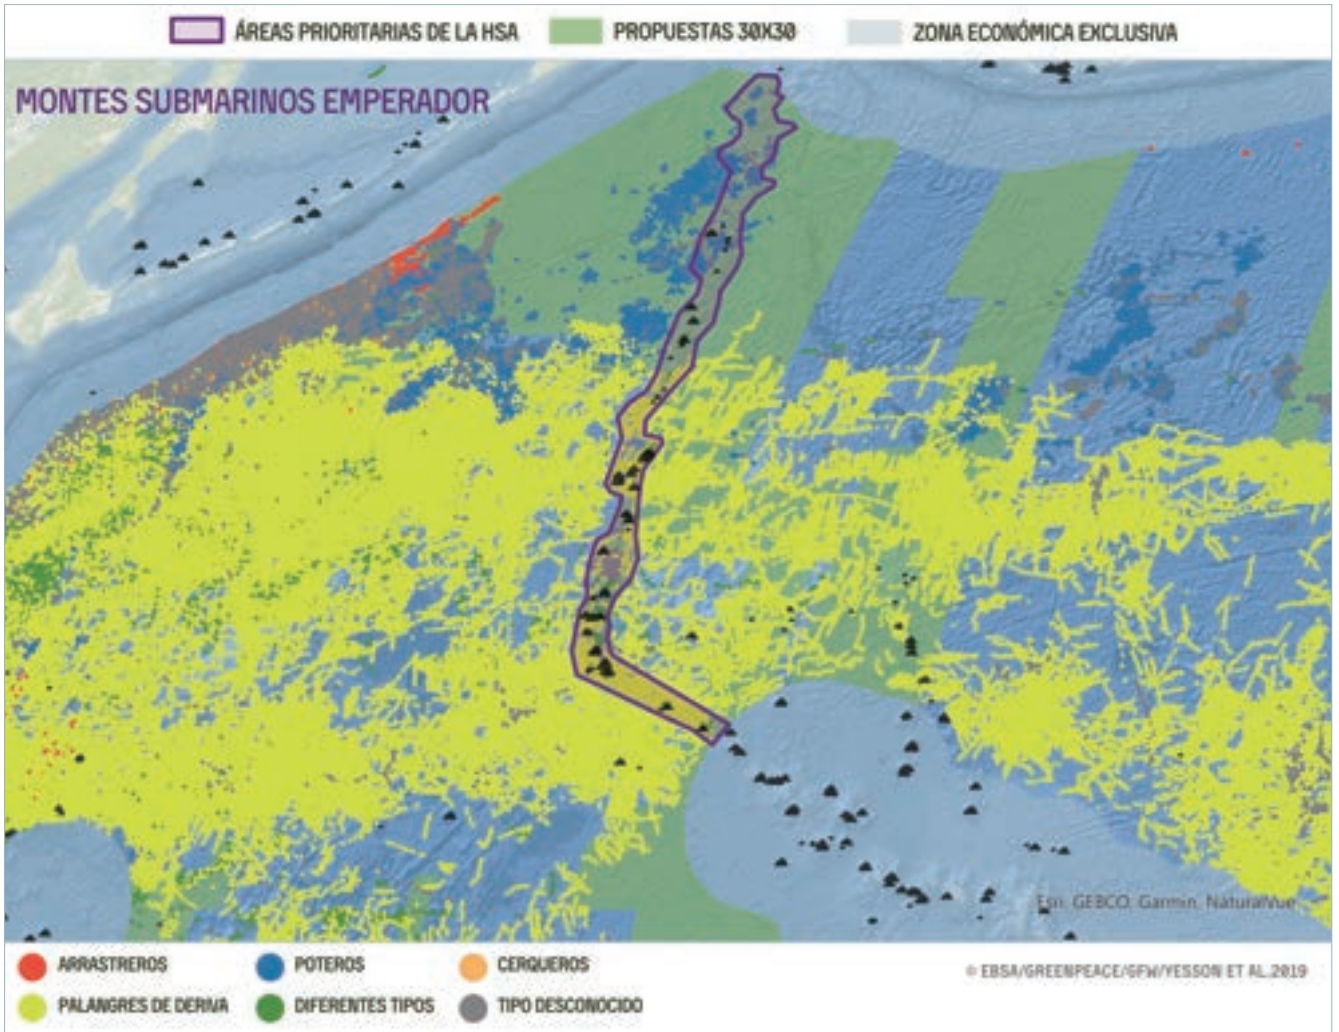 ÁREAS PRIORITARIAS DE LA HSA PROPUESTAS 30X30 ZONA ECONÓMICA EXCLUSIVA
MONTES SUBMARINOS EMPERADOR
Esri, GEBCO, Garmin, NaturalVue
ARRASTREROS POTEROS CERQUEROS
© EBSA/GREENPEACE/GFW/YESSON ET AL.2019
PALANGRES DE DERIVA DIFERENTES TIPOS TIPO DESCONOCIDO